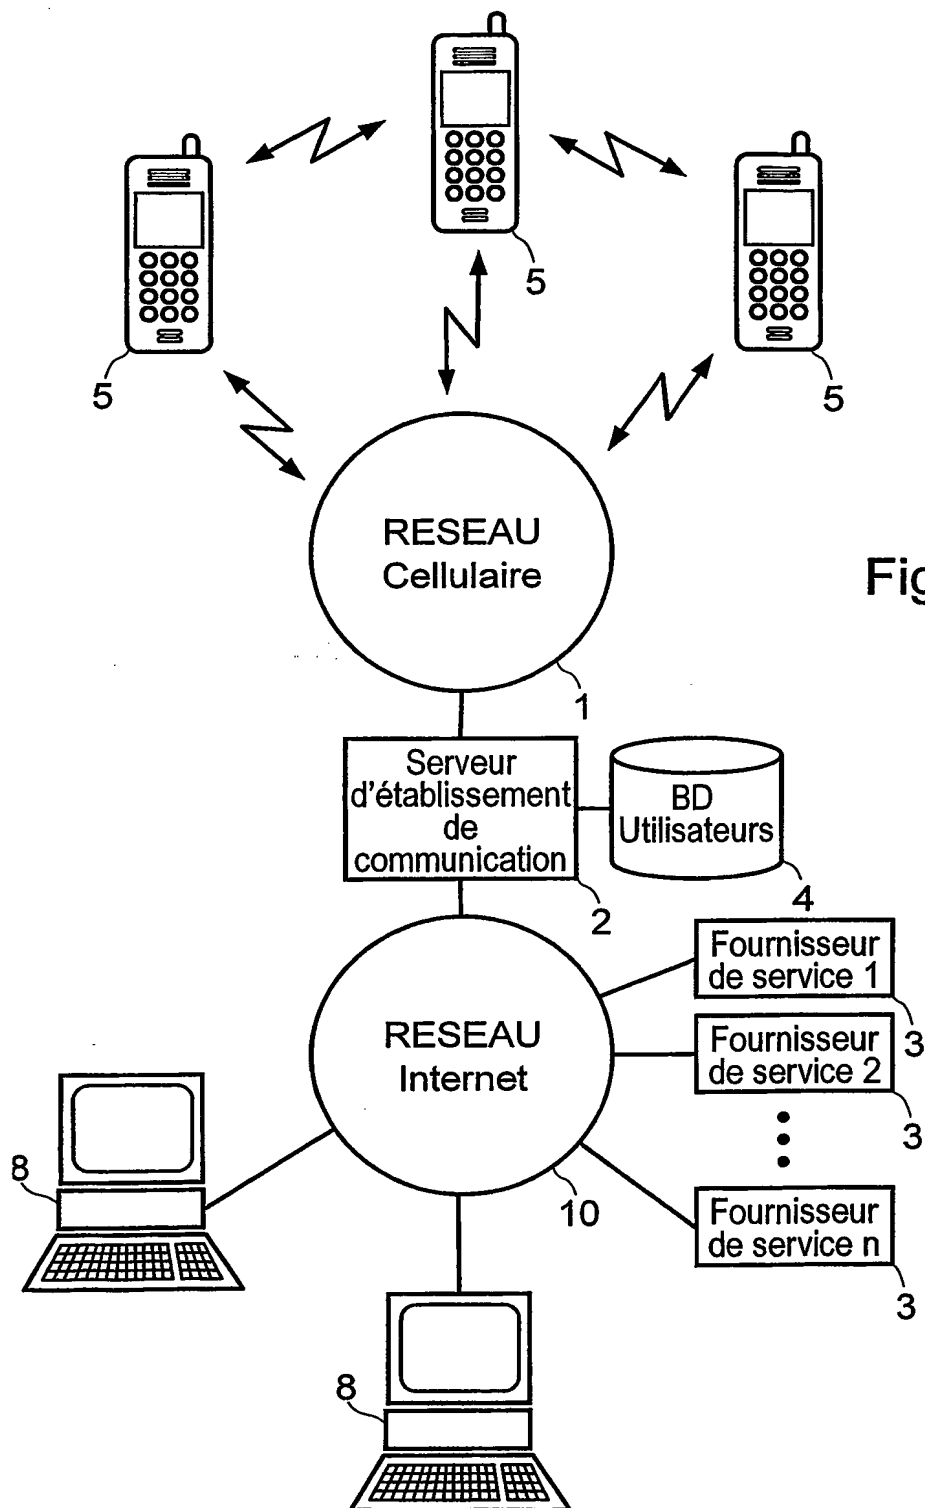 5
5
5
RESEAU
Cellulaire
Fig
1
Serveur
d'établissement
de
communication
2
BD
Utilisateurs
4
Fournisseur
de service 1
3
RESEAU
Internet
10
Fournisseur
de service 2
3
Fournisseur
de service n
3
8
8